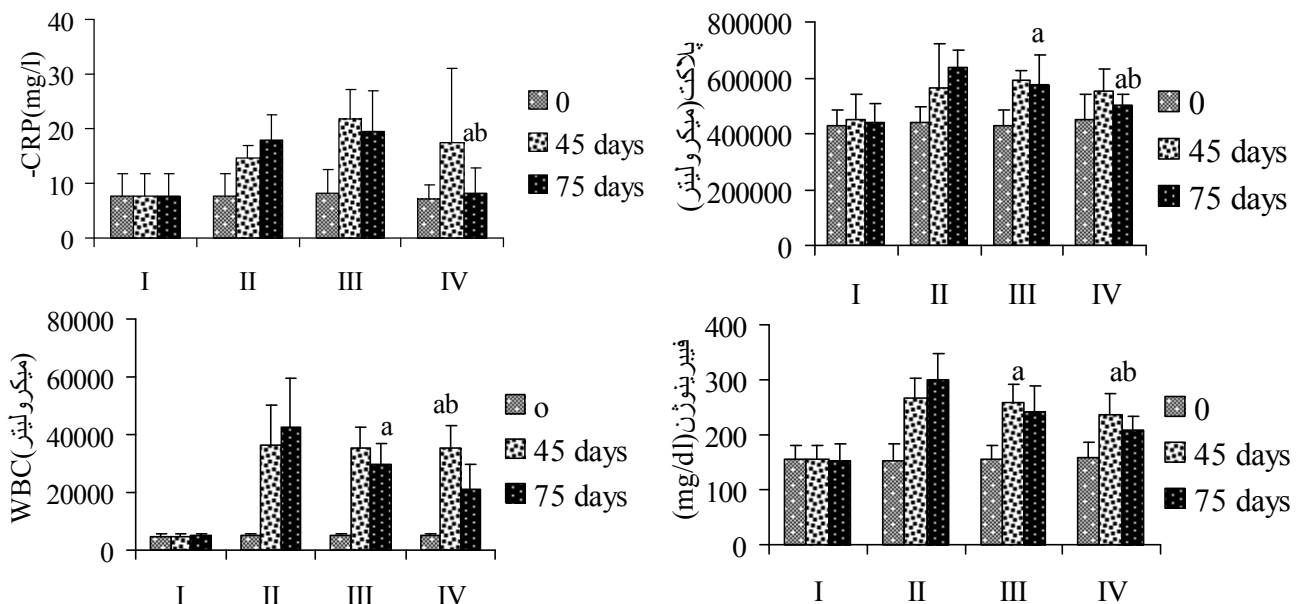 -CRP(mg/l)
40
30
20
10
0
I II III IV
ab
0
45 days
75 days
پلاکت(میکرولیتر)
800000
600000
400000
200000
0
I II III IV
a
ab
0
45 days
75 days
WBC(میکرولیتر)
80000
60000
40000
20000
0
I II III IV
a
ab
o
45 days
75 days
فیبرینوژن(mg/dl)
400
300
200
100
0
I II III IV
a
ab
0
45 days
75 days